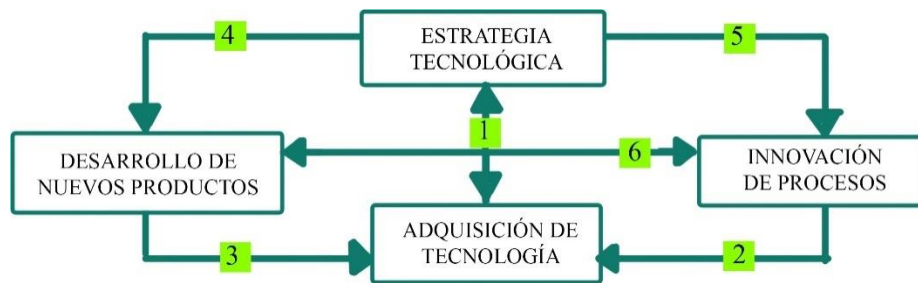 4
ESTRATEGIA
TECNOLÓGICA
5
1
DESARROLLO DE
NUEVOS PRODUCTOS
6
INNOVACIÓN
DE PROCESOS
3
ADQUISICIÓN DE
TECNOLOGÍA
2